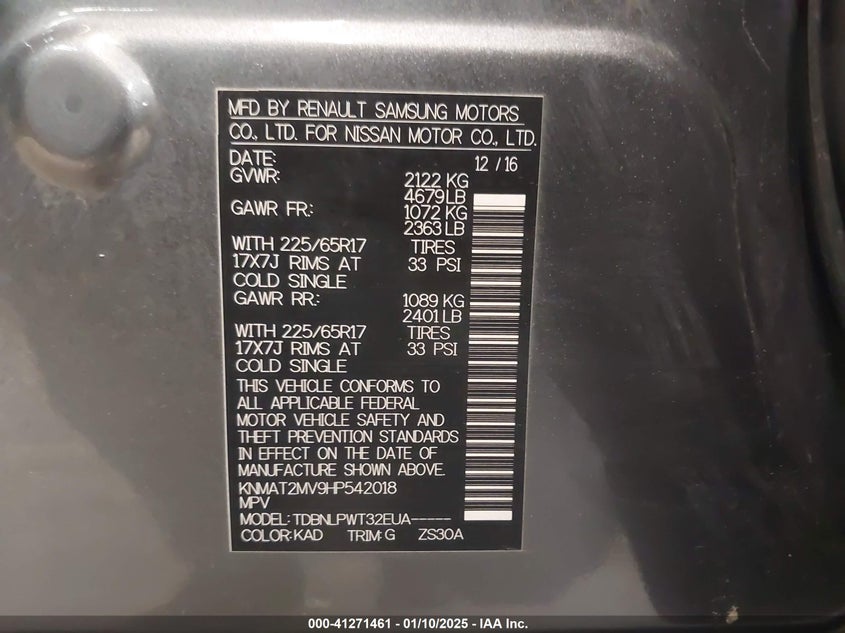 MFD BY RENAULT SAMSUNG MOTORS
CO., LTD. FOR NISSAN MOTOR CO., LTD.
DATE: 12 / 16
GVWR: 2122 KG
4679 LB
GAWR FR.: 1072 KG
2363 LB
WITH 225/65R17 TIRES
17X7J RIMS AT 33 PSI
COLD SINGLE
GAWR RR.: 1089 KG
2401 LB
WITH 225/65R17 TIRES
17X7J RIMS AT 33 PSI
COLD SINGLE
THIS VEHICLE CONFORMS TO
ALL APPLICABLE FEDERAL
MOTOR VEHICLE SAFETY AND
THEFT PREVENTION STANDARDS
IN EFFECT ON THE DATE OF
MANUFACTURE SHOWN ABOVE.
KNMAT2MV9HP542018
MPV
MODEL: TDBNLPWT32EUA-----
COLOR: KAD TRIM: G ZS30A
000-41271461 - 01/10/2025 - IAA Inc.